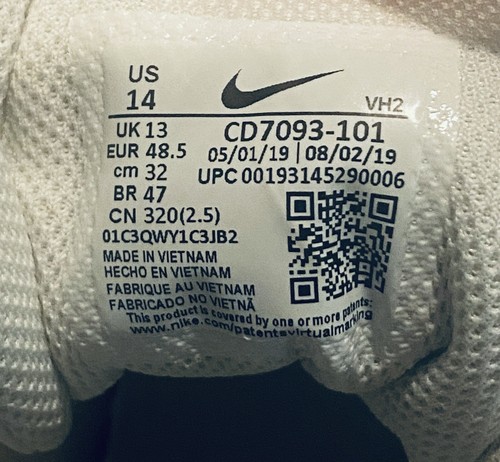 US
14
VH2
UK 13
EUR 48.5
cm 32
BR 47
CN 320(2.5)
CD7093-101
05/01/19 | 08/02/19
UPC 00193145290006
01C3QWY1C3JB2
MADE IN VIETNAM
HECHO EN VIETNAM
FABRIQUE AU VIETNAM
FABRICADO NO VIETNÃ
This product is covered by one or more patents:
www.nike.com/patentsvirtualmarking